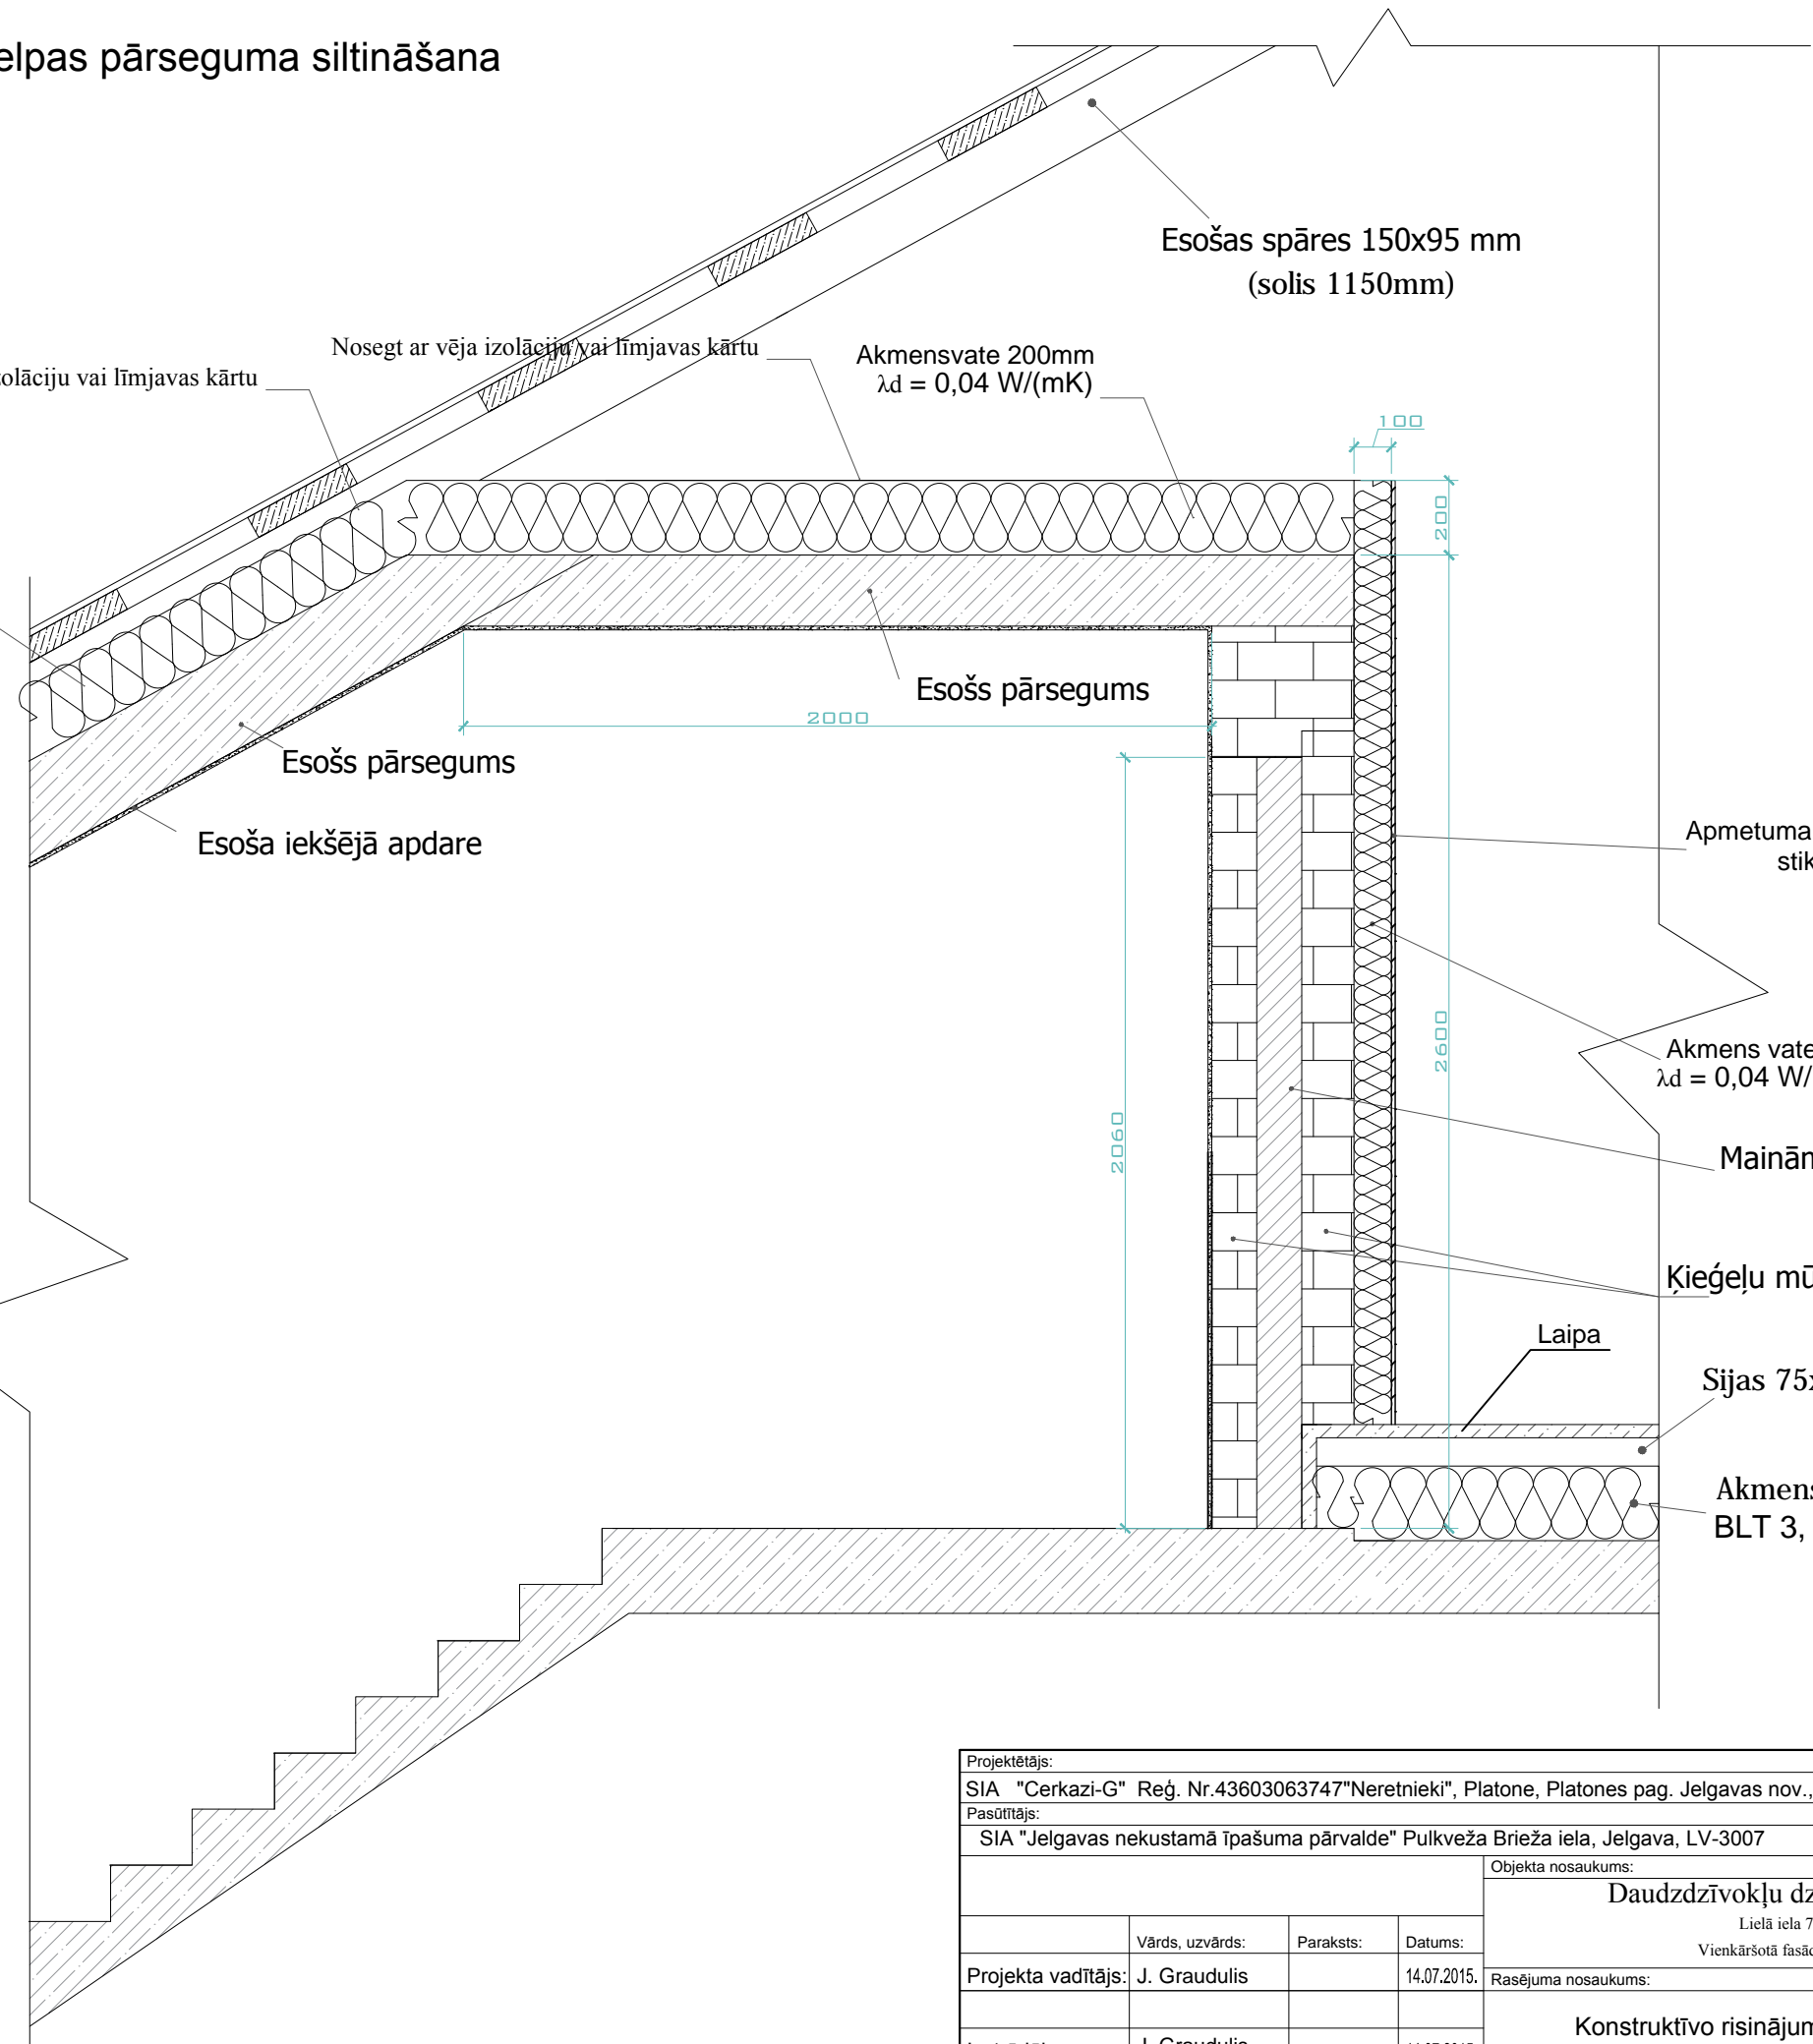 elpas pārseguma siltināšana
Esošas spāres 150x95 mm
(solis 1150mm)
Nosegt ar vēja izolāciju vai līmjavas kārtu
olāciju vai līmjavas kārtu
Akmensvate 200mm
λd = 0,04 W/(mK)
100
200
Esošs pārsegums
2000
Esošs pārsegums
Esoša iekšējā apdare
Apmetuma
stik
2600
Akmens vate
λd = 0,04 W/
2060
Mainām
Ķieģeļu mū
Laipa
Sijas 75x
Akmens
BLT 3,
Projektētājs:
SIA "Cerkazi-G" Reģ. Nr.43603063747"Neretnieki", Platone, Platones pag. Jelgavas nov.,
Pasūtītājs:
SIA "Jelgavas nekustamā īpašuma pārvalde" Pulkveža Brieža iela, Jelgava, LV-3007
Objekta nosaukums:
Daudzdzīvokļu dz
Lielā iela 7
Vienkāršotā fasād
Vārds, uzvārds: Paraksts: Datums:
Projekta vadītājs: J. Graudulis 14.07.2015.
Rasējuma nosaukums:
Konstruktīvo risinājum
J. Graudulis